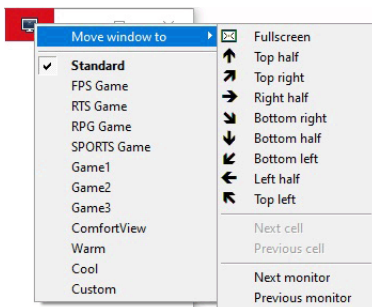 Move window to
Standard
FPS Game
RTS Game
RPG Game
SPORTS Game
Game1
Game2
Game3
ComfortView
Warm
Cool
Custom
Fullscreen
Top half
Top right
Right half
Bottom right
Bottom half
Bottom left
Left half
Top left
Next cell
Previous cell
Next monitor
Previous monitor